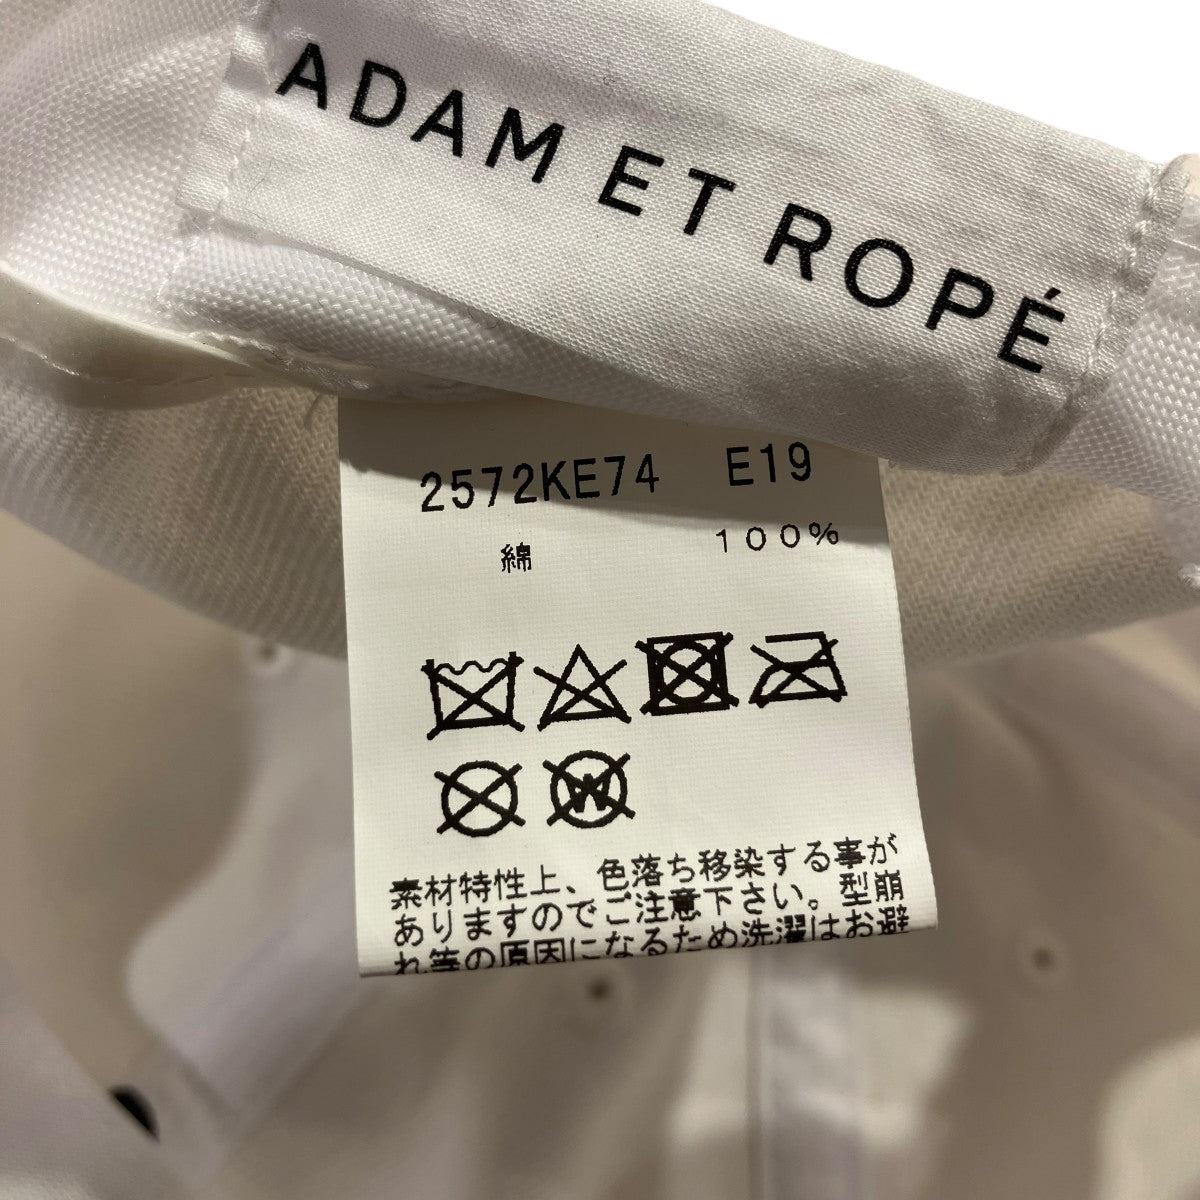 ADAM ET ROPÉ
2572KE74 E19
綿 100%
W
素材特性上、色落ち移染する事が
ありますのでご注意下さい。型崩
れ等の原因になるため洗濯はお避